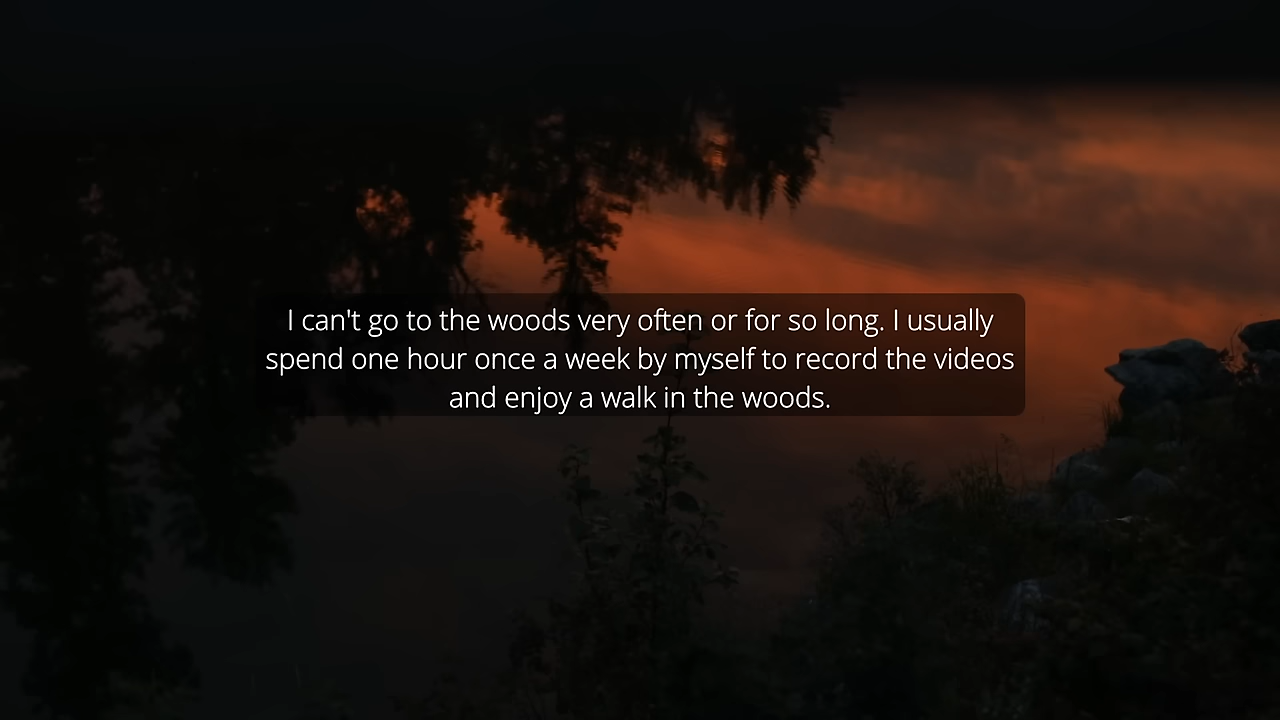 I can't go to the woods very often or for so long. I usually
spend one hour once a week by myself to record the videos
and enjoy a walk in the woods.